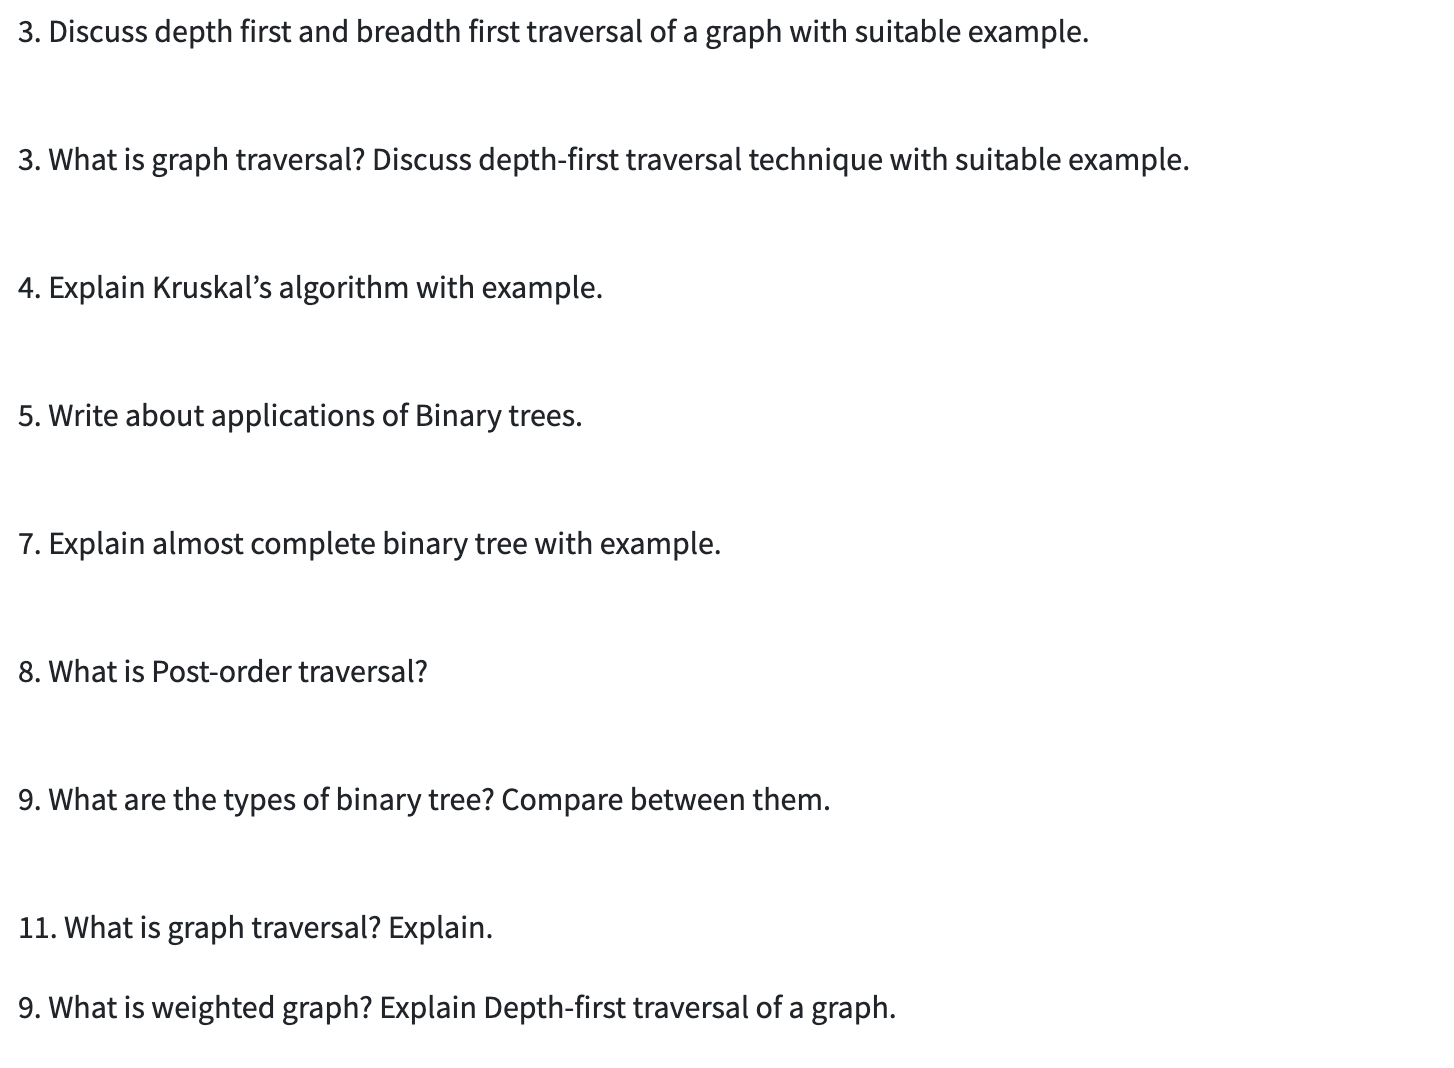 3. Discuss depth first and breadth first traversal of a graph with suitable example.
3. What is graph traversal? Discuss depth-first traversal technique with suitable example.
4. Explain Kruskal’s algorithm with example.
5. Write about applications of Binary trees.
7. Explain almost complete binary tree with example.
8. What is Post-order traversal?
9. What are the types of binary tree? Compare between them.
11. What is graph traversal? Explain.
9. What is weighted graph? Explain Depth-first traversal of a graph.